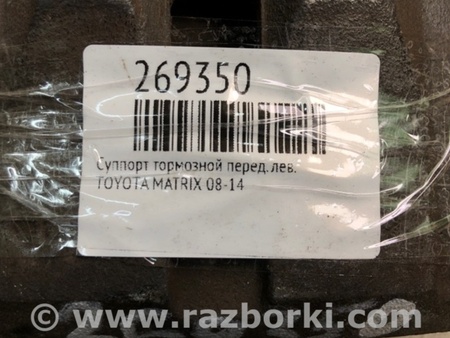 269350
Суппорт тормозной перед. лев.
TOYOTA MATRIX 08-14
© www.razborki.com